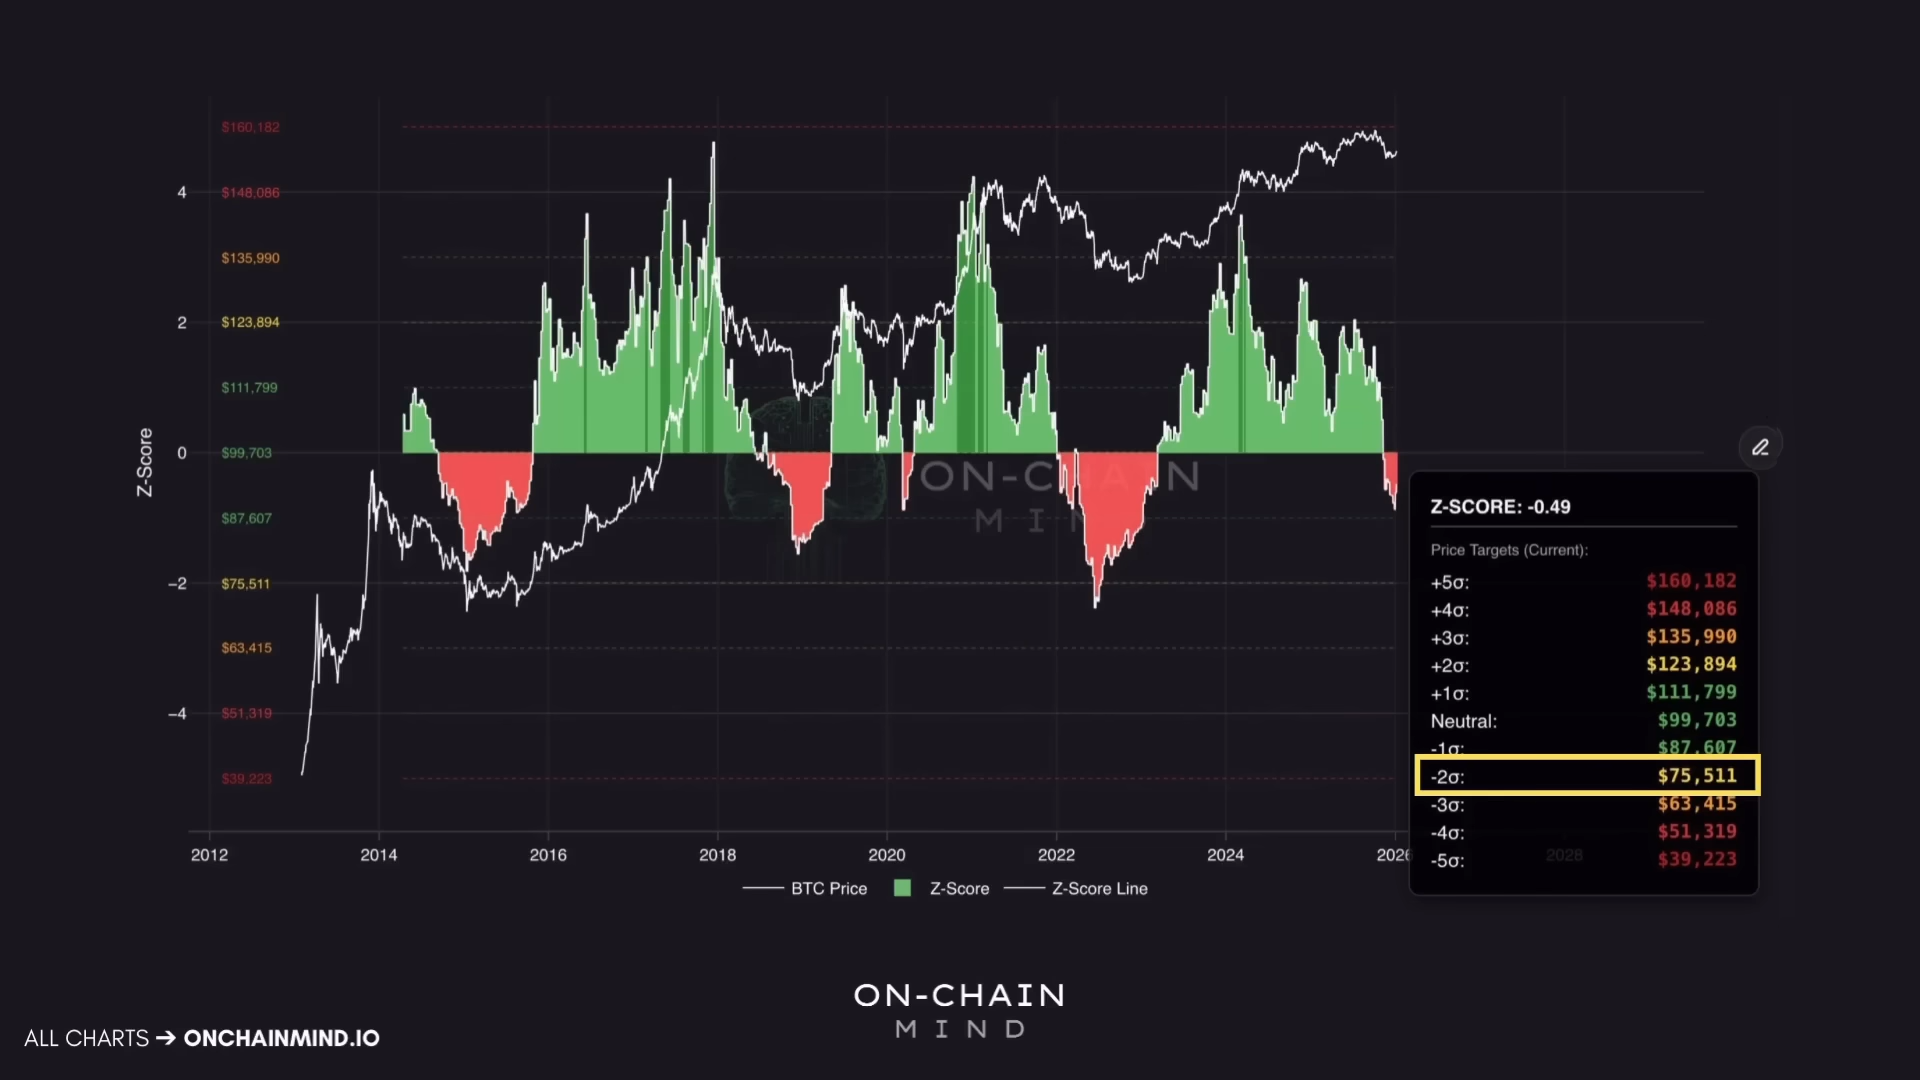 $160,182
4
$148,086
$135,990
2
$123,894
$111,799
0
$99,703
$87,607
−2
$75,511
$63,415
−4
$51,319
$39,223
Z-Score
2012
2014
2016
2018
2020
2022
2024
2026
2028
BTC Price
Z-Score
Z-Score Line
ON-CHAIN
MIND
Z-SCORE: -0.49
Price Targets (Current):
+5σ: $160,182
+4σ: $148,086
+3σ: $135,990
+2σ: $123,894
+1σ: $111,799
Neutral: $99,703
-1σ: $87,607
-2σ: $75,511
-3σ: $63,415
-4σ: $51,319
-5σ: $39,223
ON-CHAIN
MIND
ALL CHARTS → ONCHAINMIND.IO